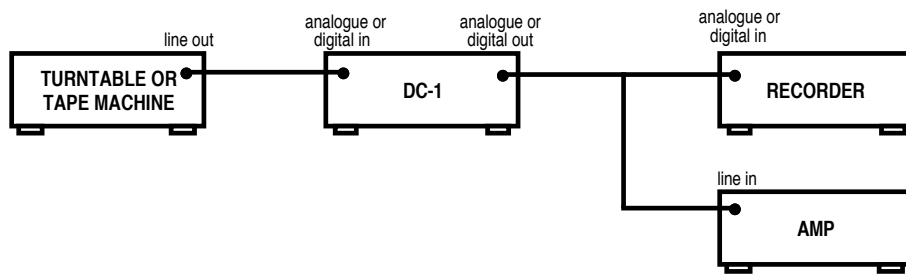 line out
analogue or
digital in
analogue or
digital out
analogue or
digital in
TURNTABLE OR
TAPE MACHINE
DC-1
RECORDER
line in
AMP